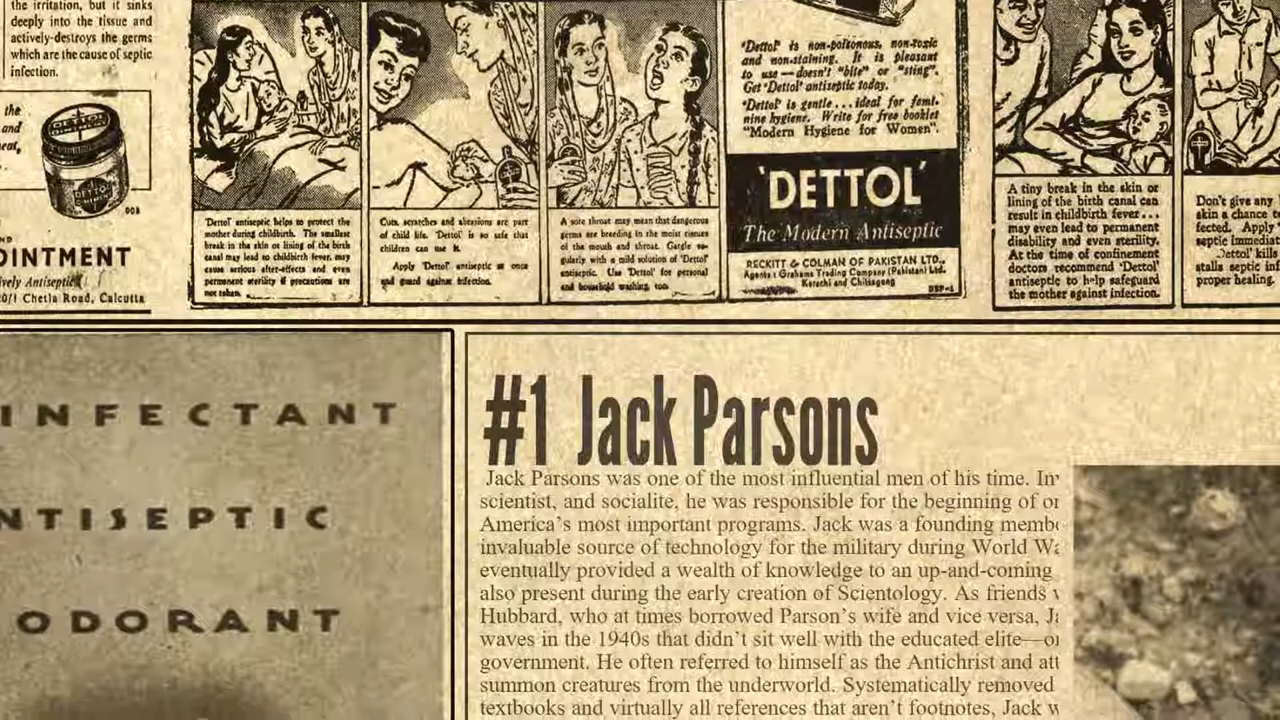 the irritation, but it sinks
deeply into the tissue and
actively-destroys the germs
which are the cause of septic
infection.
the
and
OINTMENT
Chetla Road, Calcutta
'Dettol' antiseptic helps to protect the
mother during childbirth. The smallest
break in the skin or lining of the birth
canal may lead to childbirth fever, may
cause serious after-effects and even
permanent sterility if precautions are
not taken.
Cuts, scratches and abrasions are part
of child life. 'Dettol' is so safe that
children can use it.
Apply 'Dettol' antiseptic at once
and guard against infection.
A sore throat may mean that dangerous
germs are breeding in the moist tissues
of the mouth and throat. Gargle re-
gularly with a mild solution of 'Dettol'
antiseptic. Use 'Dettol' for personal
and household washing, too.
'Dettol' is non-poisonous, non-toxic
and non-staining. It is pleasant
to use — doesn't "bite" or "sting".
Get 'Dettol' antiseptic today.
'Dettol' is gentle... ideal for femi-
nine hygiene. Write for free booklet
"Modern Hygiene for Women".
'DETTOL'
The Modern Antiseptic
RECKITT & COLMAN OF PAKISTAN LTD.,
Agents: Grahams Trading Company (Pakistan) Ltd.
Karachi and Chittagong
A tiny break in the skin or
lining of the birth canal can
result in childbirth fever...
may even lead to permanent
disability and even sterility.
At the time of confinement
doctors recommend 'Dettol'
antiseptic to help safeguard
the mother against infection.
Don't give any
skin a chance
fected. Apply
septic immediat
Dettol' kills
stalls septic inf
proper healing.
INFECTANT
NTISEPTIC
ODORANT
#1 Jack Parsons
Jack Parsons was one of the most influential men of his time. In
scientist, and socialite, he was responsible for the beginning of
America's most important programs. Jack was a founding memb
invaluable source of technology for the military during World Wa
eventually provided a wealth of knowledge to an up-and-coming
also present during the early creation of Scientology. As friends
Hubbard, who at times borrowed Parson's wife and vice versa, Ja
waves in the 1940s that didn't sit well with the educated elite—
government. He often referred to himself as the Antichrist and att
summon creatures from the underworld. Systematically removed
textbooks and virtually all references that aren't footnotes, Jack w